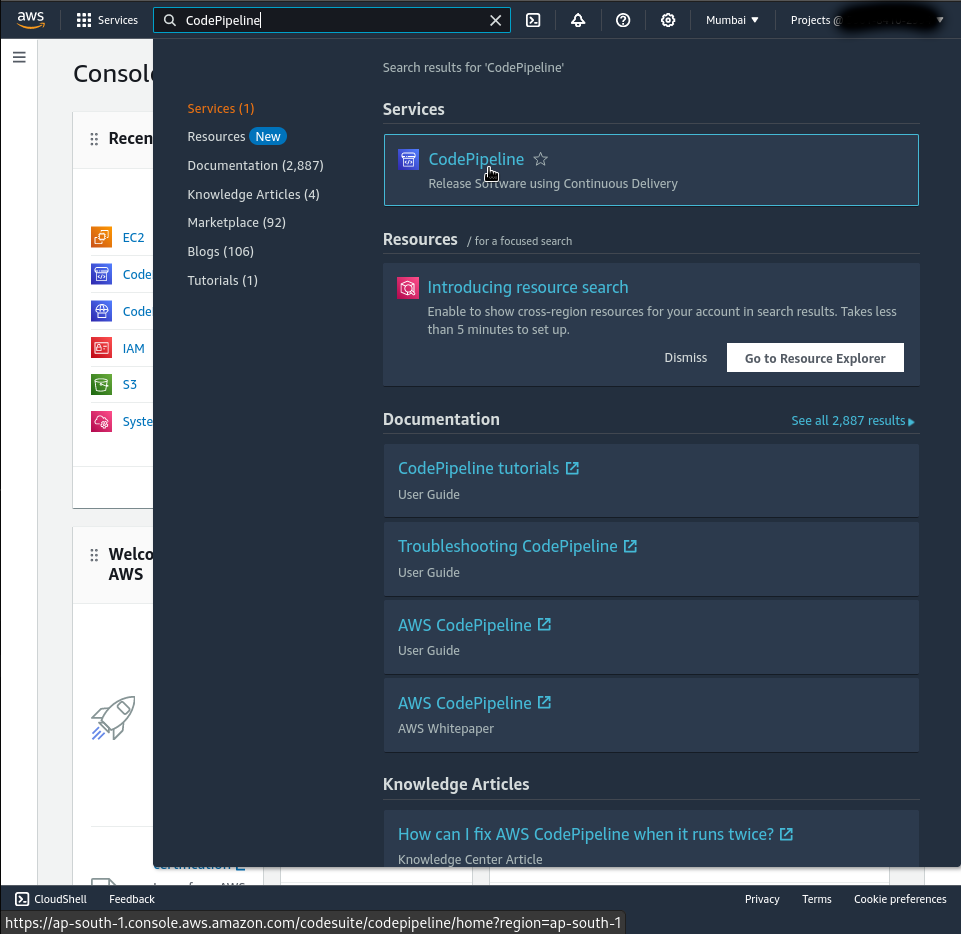 aws
Services
CodePipeline
Mumbai
Projects @
Console
Search results for 'CodePipeline'
Services (1)
Resources New
Documentation (2,887)
Knowledge Articles (4)
Marketplace (92)
Blogs (106)
Tutorials (1)
Services
CodePipeline
Release Software using Continuous Delivery
Resources / for a focused search
Introducing resource search
Enable to show cross-region resources for your account in search results. Takes less
than 5 minutes to set up.
Dismiss
Go to Resource Explorer
Documentation
See all 2,887 results
CodePipeline tutorials
User Guide
Troubleshooting CodePipeline
User Guide
AWS CodePipeline
User Guide
AWS CodePipeline
AWS Whitepaper
Knowledge Articles
How can I fix AWS CodePipeline when it runs twice?
Knowledge Center Article
Recen
EC2
Code
Code
IAM
S3
Syste
Welco
AWS
CloudShell
Feedback
Privacy
Terms
Cookie preferences
https://ap-south-1.console.aws.amazon.com/codesuite/codepipeline/home?region=ap-south-1